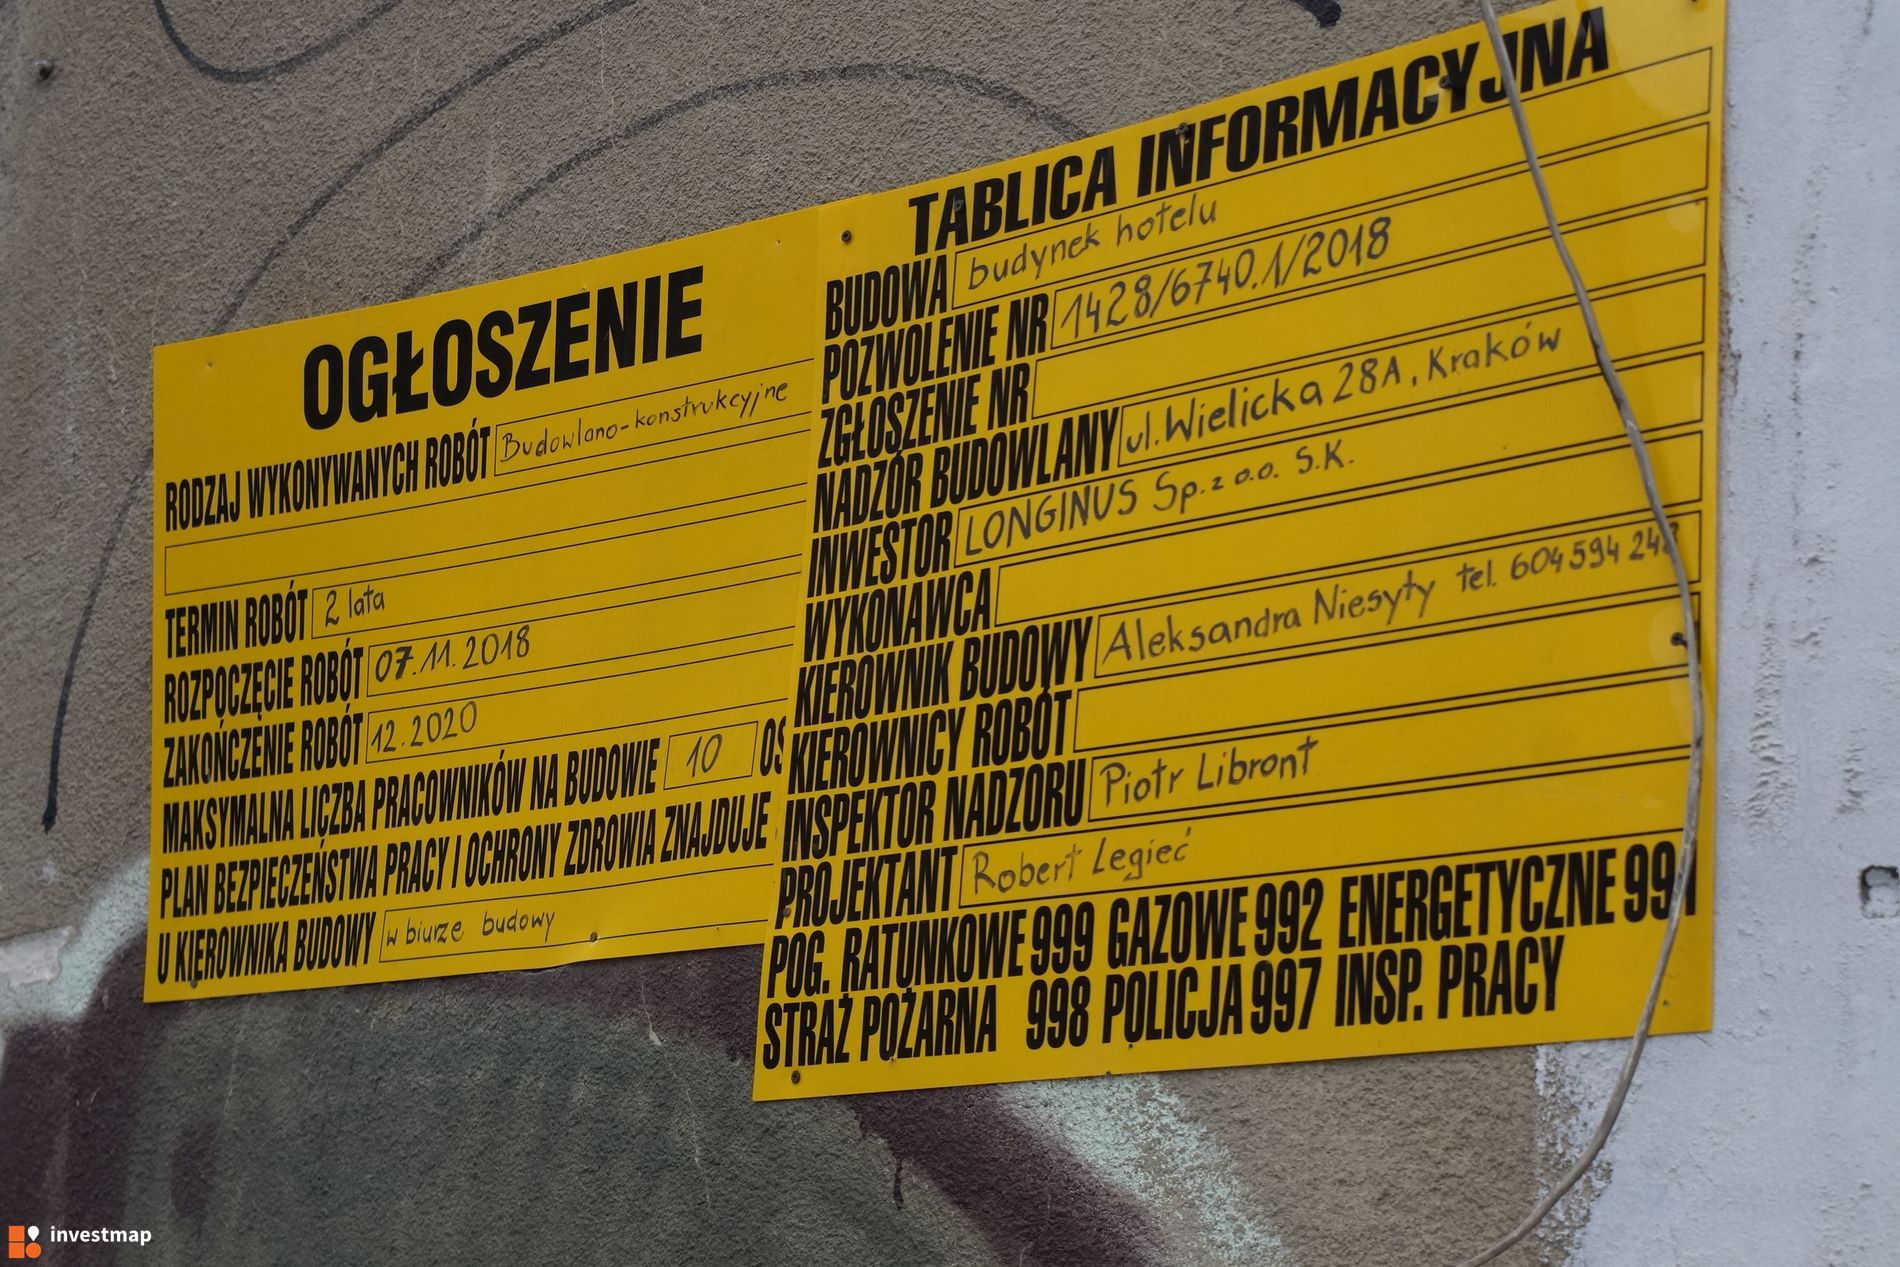 OGŁOSZENIE
RODZAJ WYKONYWANYCH ROBÓT Budowlano-konstrukcyjne
TERMIN ROBÓT 2 lata
ROZPOCZĘCIE ROBÓT 07.11.2018
ZAKOŃCZENIE ROBÓT 12.2020
MAKSYMALNA LICZBA PRACOWNIKÓW NA BUDOWIE 10 OS
PLAN BEZPIECZEŃSTWA PRACY I OCHRONY ZDROWIA ZNAJDUJE
U KIEROWNIKA BUDOWY w biurze budowy
TABLICA INFORMACYJNA
BUDOWA budynek hotelu
POZWOLENIE NR 1428/6740.1/2018
ZGŁOSZENIE NR
NADZÓR BUDOWLANY ul. Wielicka 28A, Kraków
INWESTOR LONGINUS Sp. z o.o. S.K.
WYKONAWCA
KIEROWNIK BUDOWY Aleksandra Niesyty tel. 604 594
KIEROWNICY ROBÓT
INSPEKTOR NADZORU Piotr Libront
PROJEKTANT Robert Legieć
POG. RATUNKOWE 999 GAZOWE 992 ENERGETYCZNE 991
STRAŻ POŻARNA 998 POLICJA 997 INSP. PRACY
investmap